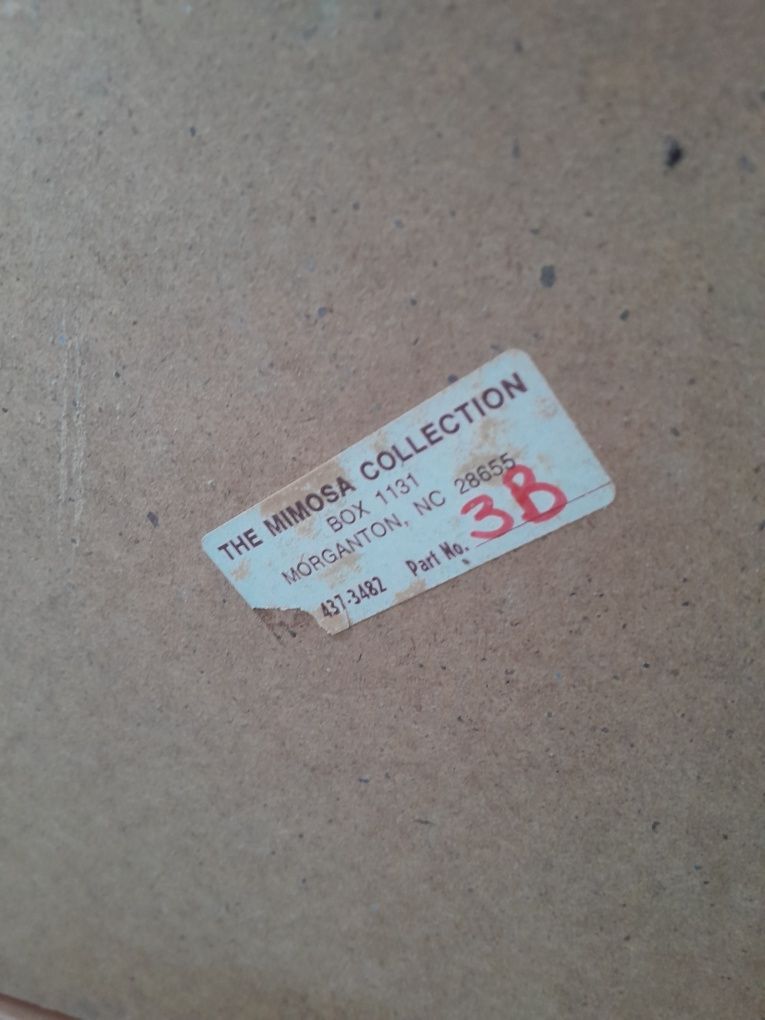 THE MIMOSA COLLECTION
BOX 1131
MORGANTON, NC 28655
437-3482 Part No. 3B